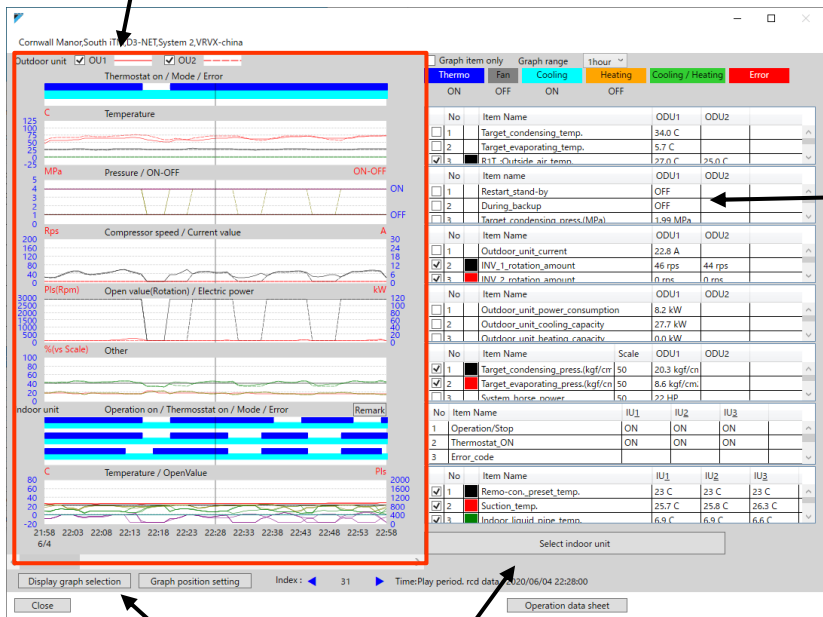 Cornwall Manor,South iTM,D3-NET,System 2,VRVX-china
Outdoor unit OU1 OU2
Graph item only Graph range 1hour
Thermo Fan Cooling Heating Cooling / Heating Error
ON OFF ON OFF
Thermostat on / Mode / Error
C Temperature
125
100
75
50
25
0
-25
No Item Name ODU1 ODU2
1 Target_condensing_temp. 34.0 C
2 Target_evaporating_temp. 5.7 C
3 R1T_:Outside_air_temp. 27.0 C 25.0 C
MPa Pressure / ON-OFF ON-OFF
5
4
3
2
1
0
ON
OFF
No Item name ODU1 ODU2
1 Restart_stand-by OFF
2 During_backup OFF
3 Target_condensing_press.(MPa) 1.99 MPa
Rps Compressor speed / Current value A
200
160
120
80
40
0
30
24
18
12
6
0
No Item Name ODU1 ODU2
1 Outdoor_unit_current 22.8 A
2 INV_1_rotation_amount 46 rps 44 rps
3 INV_2_rotation_amount 0 rps 0 rps
Pls(Rpm) Open value(Rotation) / Electric power kW
3000
2500
2000
1500
1000
500
0
120
100
80
60
40
20
0
No Item Name ODU1 ODU2
1 Outdoor_unit_power_consumption 8.2 kW
2 Outdoor_unit_cooling_capacity 27.7 kW
3 Outdoor_unit_heating_capacity 0.0 kW
%(vs Scale) Other
100
80
60
40
20
0
No Item Name Scale ODU1 ODU2
1 Target_condensing_press.(kgf/cm 50 20.3 kgf/cn
2 Target_evaporating_press.(kgf/cn 50 8.6 kgf/cm.
3 System_horse_power 50 22 HP
ndoor unit Operation on / Thermosstat on / Mode / Error Remark
No Item Name IU1 IU2 IU3
1 Operation/Stop ON ON ON
2 Thermostat_ON ON ON ON
3 Error_code
C Temperature / OpenValue Pls
80
60
40
20
0
-20
2000
1600
1200
800
400
0
21:58 22:03 22:08 22:13 22:18 22:23 22:28 22:33 22:38 22:43 22:48 22:53 22:58
6/4
No Item Name IU1 IU2 IU3
1 Remo-con._preset_temp. 23 C 23 C 23 C
2 Suction_temp. 25.7 C 25.8 C 26.3 C
3 Indoor_liquid_pipe_temp. 6.9 C 6.9 C 6.6 C
Select indoor unit
Display graph selection Graph position setting Index : 31 Time:Play period. rcd data 2020/06/04 22:28:00
Close Operation data sheet